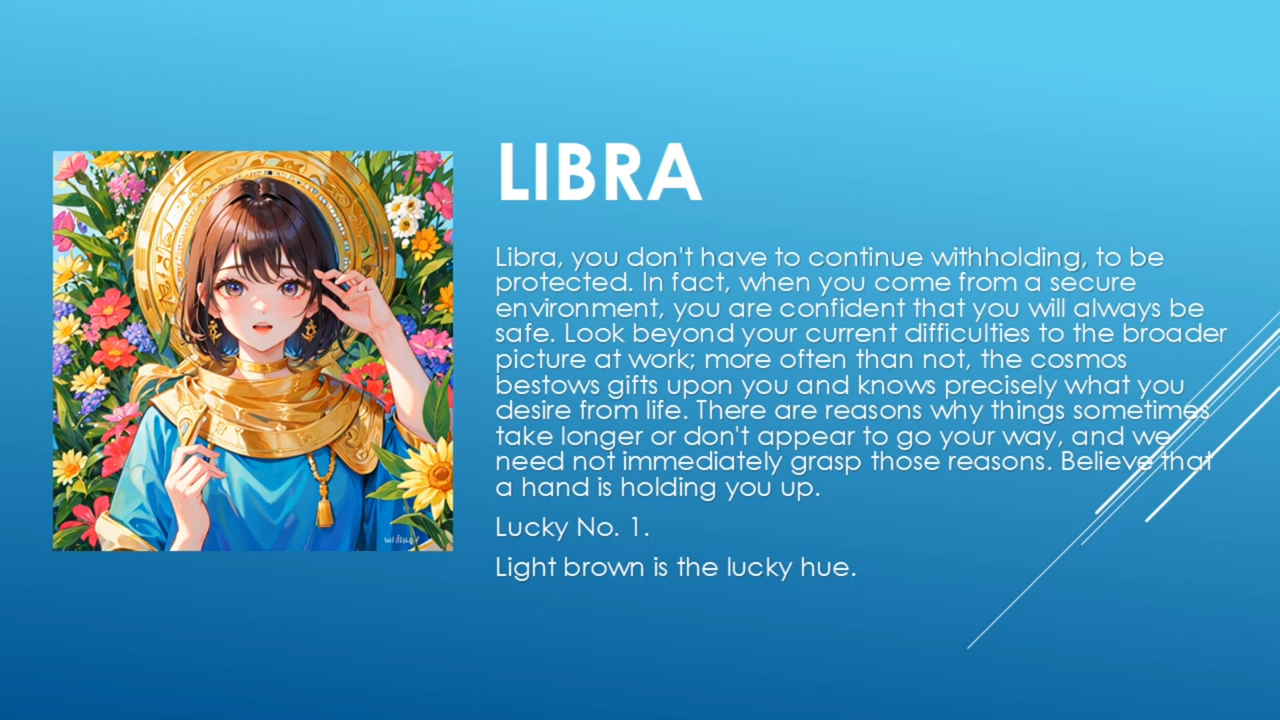 LIBRA
Libra, you don't have to continue withholding, to be
protected. In fact, when you come from a secure
environment, you are confident that you will always be
safe. Look beyond your current difficulties to the broader
picture at work; more often than not, the cosmos
bestows gifts upon you and knows precisely what you
desire from life. There are reasons why things sometimes
take longer or don't appear to go your way, and we
need not immediately grasp those reasons. Believe that
a hand is holding you up.
Lucky No. 1.
Light brown is the lucky hue.